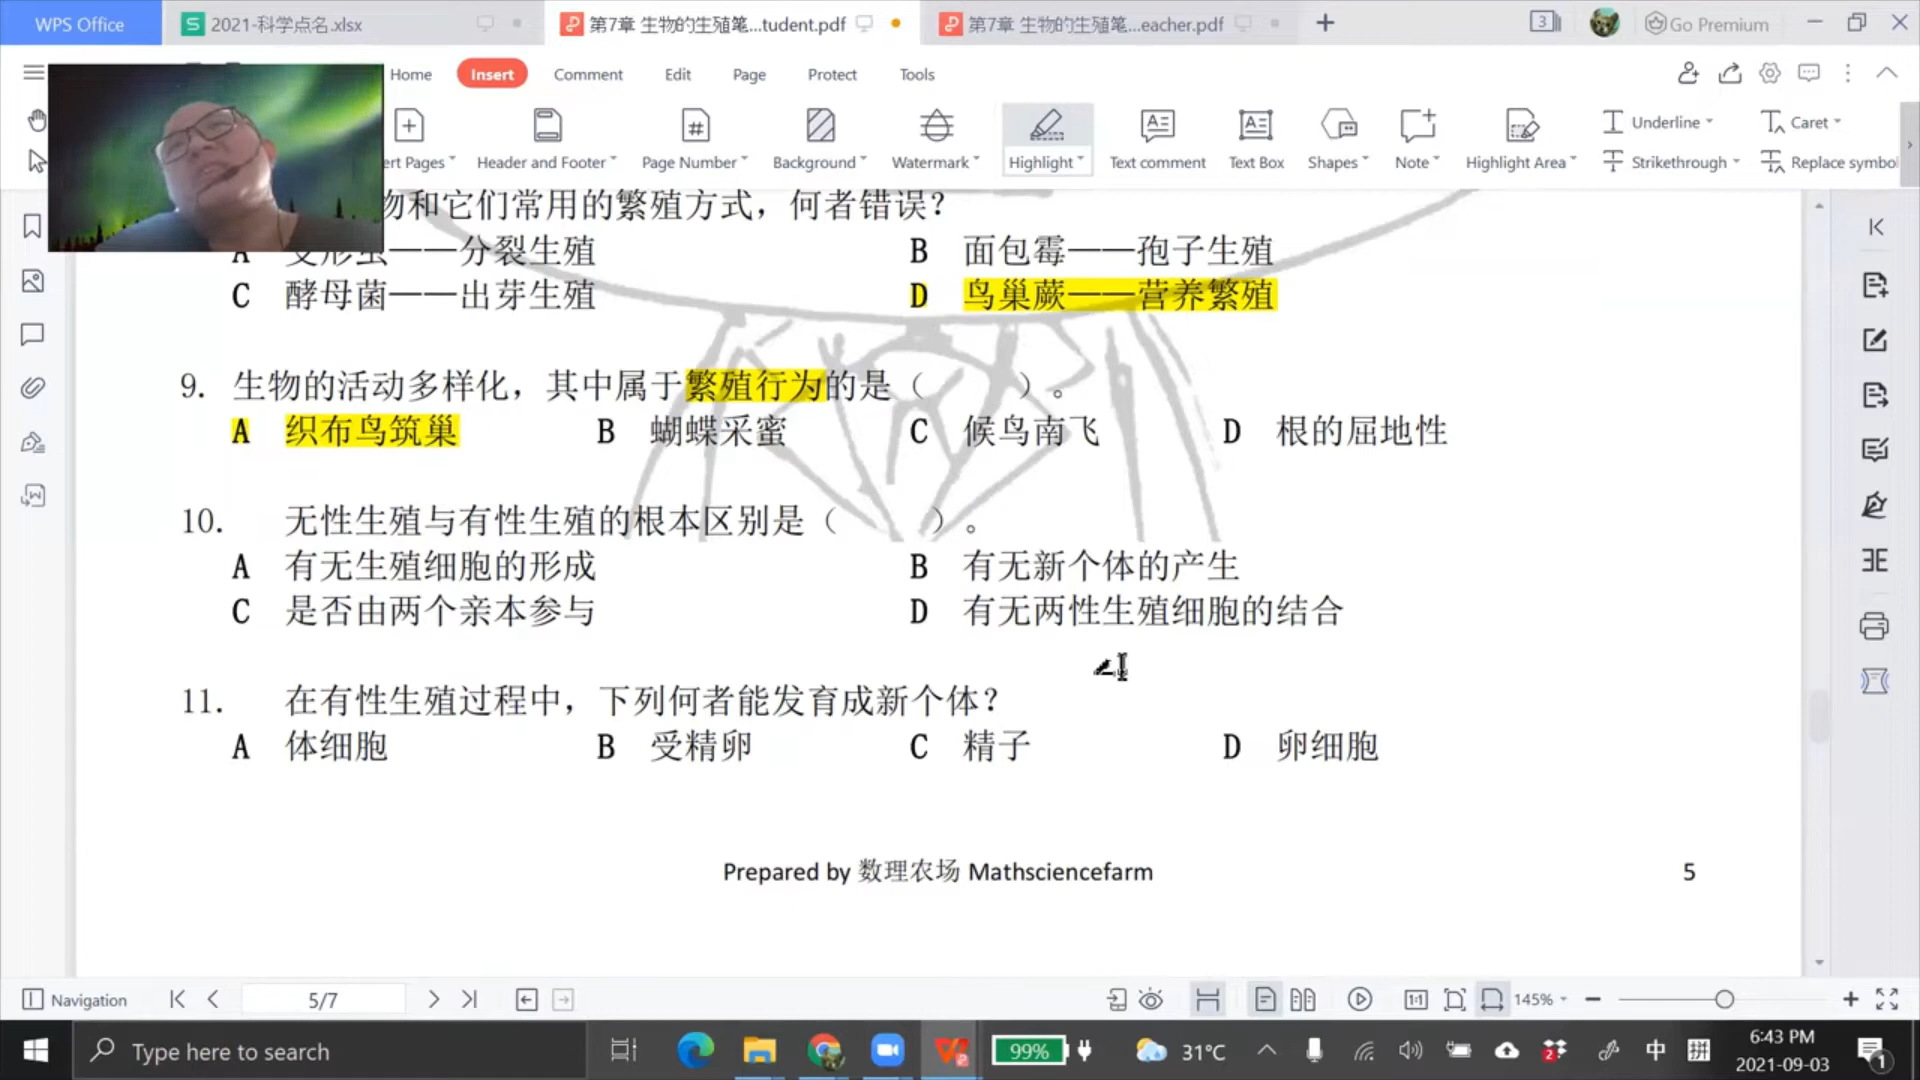 WPS Office
2021-科学点名.xlsx
第7章 生物的生殖笔...tudent.pdf
第7章 生物的生殖笔...eacher.pdf
3
Go Premium
Home
Insert
Comment
Edit
Page
Protect
Tools
ert Pages
Header and Footer
Page Number
Background
Watermark
Highlight
Text comment
Text Box
Shapes
Note
Highlight Area
Underline
Caret
Strikethrough
Replace symbol
物和它们常用的繁殖方式，何者错误？
A 变形虫——分裂生殖 B 面包霉——孢子生殖
C 酵母菌——出芽生殖 D 鸟巢蕨——营养繁殖
9. 生物的活动多样化，其中属于繁殖行为的是（ ）。
A 织布鸟筑巢 B 蝴蝶采蜜 C 候鸟南飞 D 根的屈地性
10. 无性生殖与有性生殖的根本区别是（ ）。
A 有无生殖细胞的形成 B 有无新个体的产生
C 是否由两个亲本参与 D 有无两性生殖细胞的结合
11. 在有性生殖过程中，下列何者能发育成新个体？
A 体细胞 B 受精卵 C 精子 D 卵细胞
Prepared by 数理农场 Mathsciencefarm 5
Navigation
5/7
145%
Type here to search
99%
31°C
中
拼
6:43 PM
2021-09-03
1